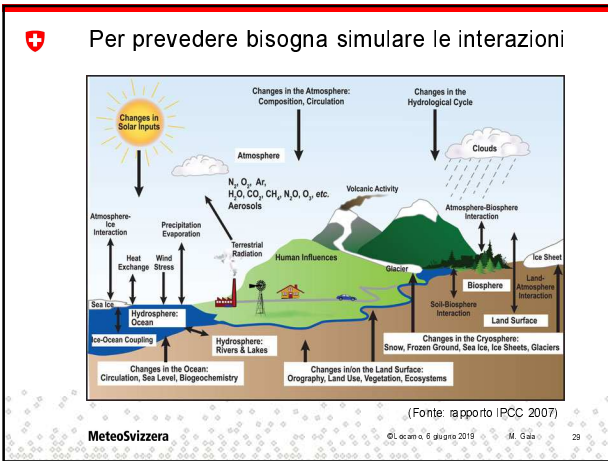 Per prevedere bisogna simulare le interazioni
Changes in the Atmosphere:
Composition, Circulation
Changes in the
Hydrological Cycle
Changes in
Solar Inputs
Clouds
Atmosphere
N2, O2, Ar,
H2O, CO2, CH4, N2O, O3, etc.
Aerosols
Volcanic Activity
Atmosphere-Biosphere
Interaction
Atmosphere-
Ice
Interaction
Precipitation
Evaporation
Terrestrial
Radiation
Heat
Exchange
Wind
Stress
Human Influences
Glacier
Ice Sheet
Biosphere
Land-
Atmosphere
Interaction
Soil-Biosphere
Interaction
Land Surface
Sea Ice
Hydrosphere:
Ocean
Ice-Ocean Coupling
Hydrosphere:
Rivers & Lakes
Changes in the Cryosphere:
Snow, Frozen Ground, Sea Ice, Ice Sheets, Glaciers
Changes in the Ocean:
Circulation, Sea Level, Biogeochemistry
Changes in/on the Land Surface:
Orography, Land Use, Vegetation, Ecosystems
(Fonte: rapporto IPCC 2007)
MeteoSvizzera
©Locarno, 6 giugno 2019 M. Gaia 29